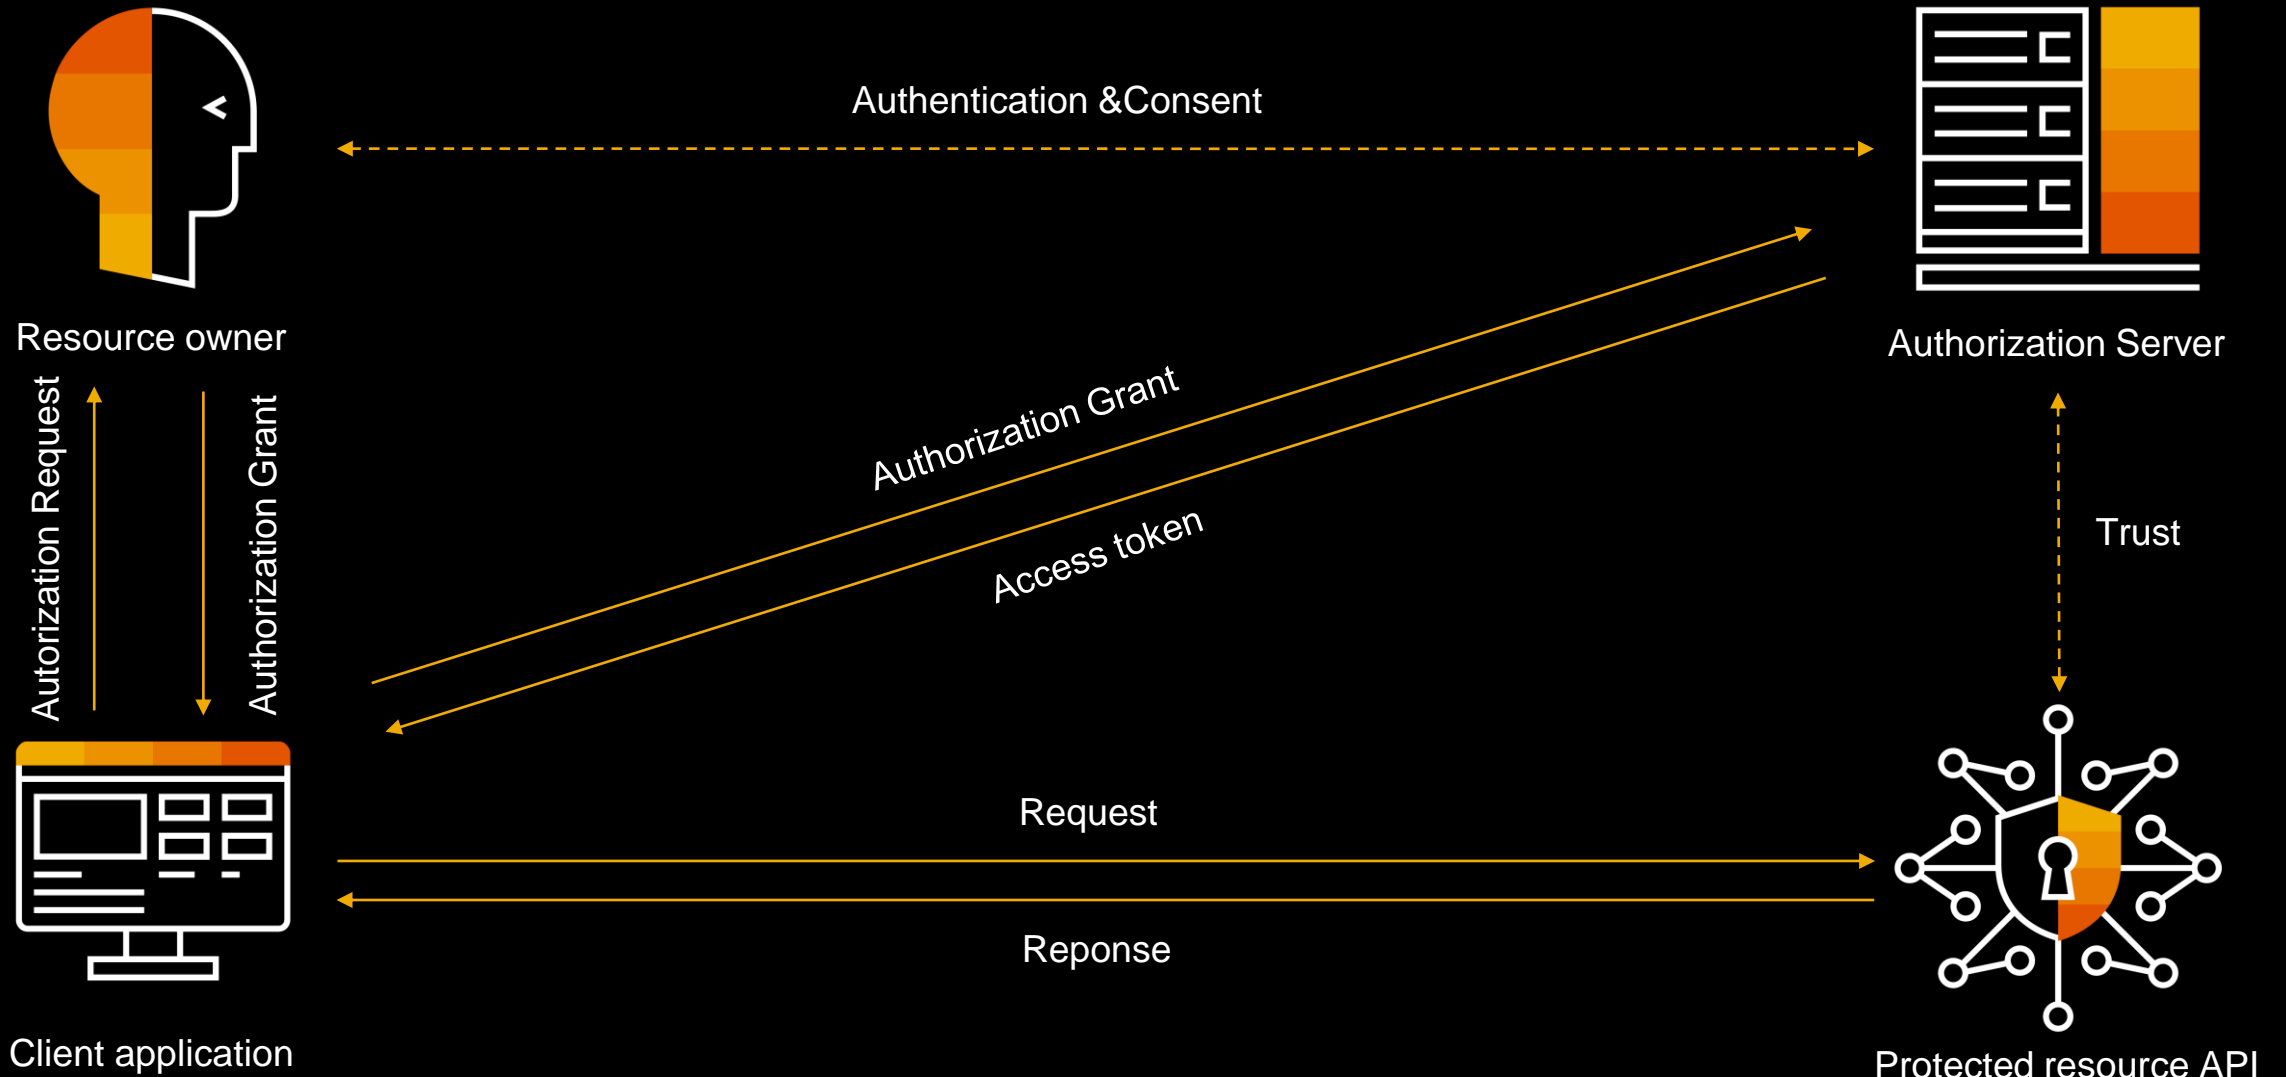 Authentication &Consent
Resource owner
Authorization Server
Autorization Request
Authorization Grant
Authorization Grant
Access token
Trust
Request
Reponse
Client application
Protected resource API